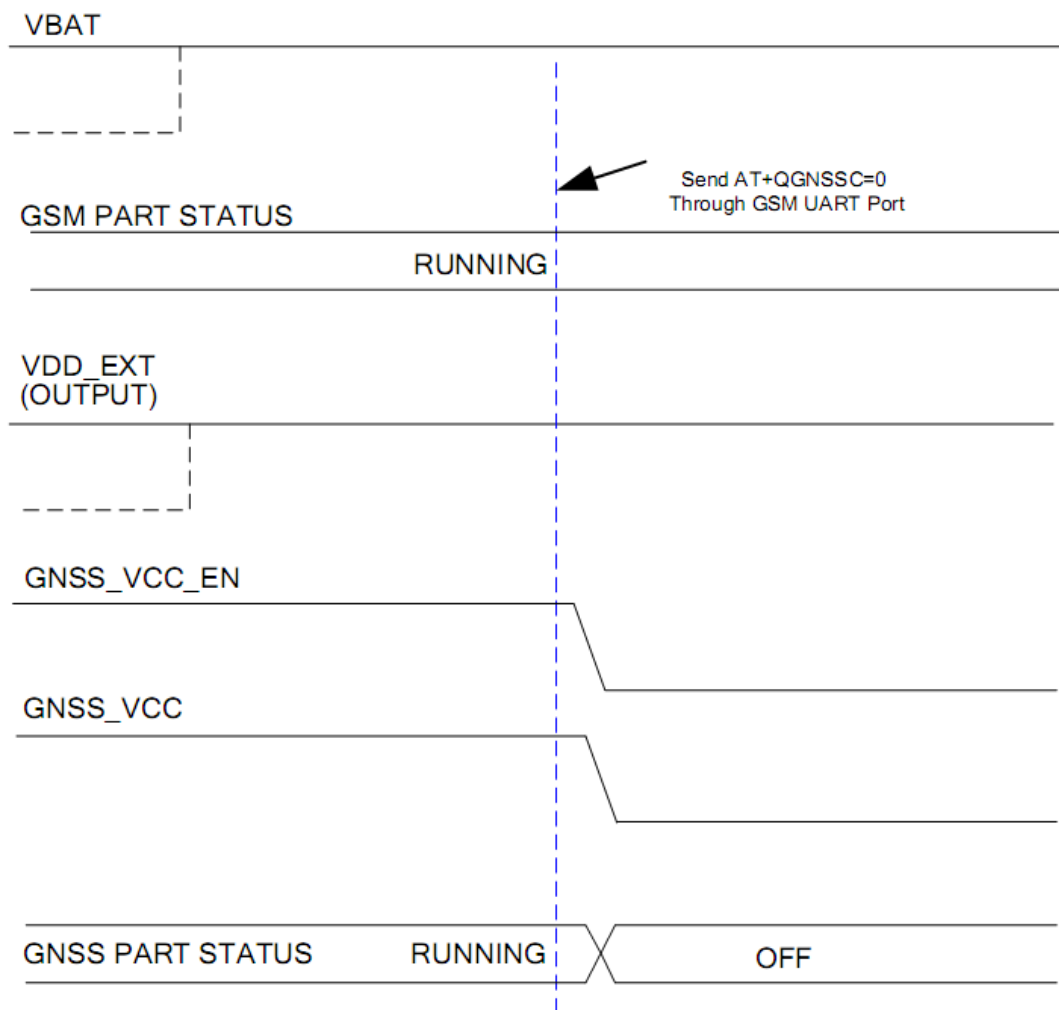 VBAT
Send AT+QGNSSC=0
Through GSM UART Port
GSM PART STATUS
RUNNING
VDD_EXT
(OUTPUT)
GNSS_VCC_EN
GNSS_VCC
GNSS PART STATUS RUNNING OFF